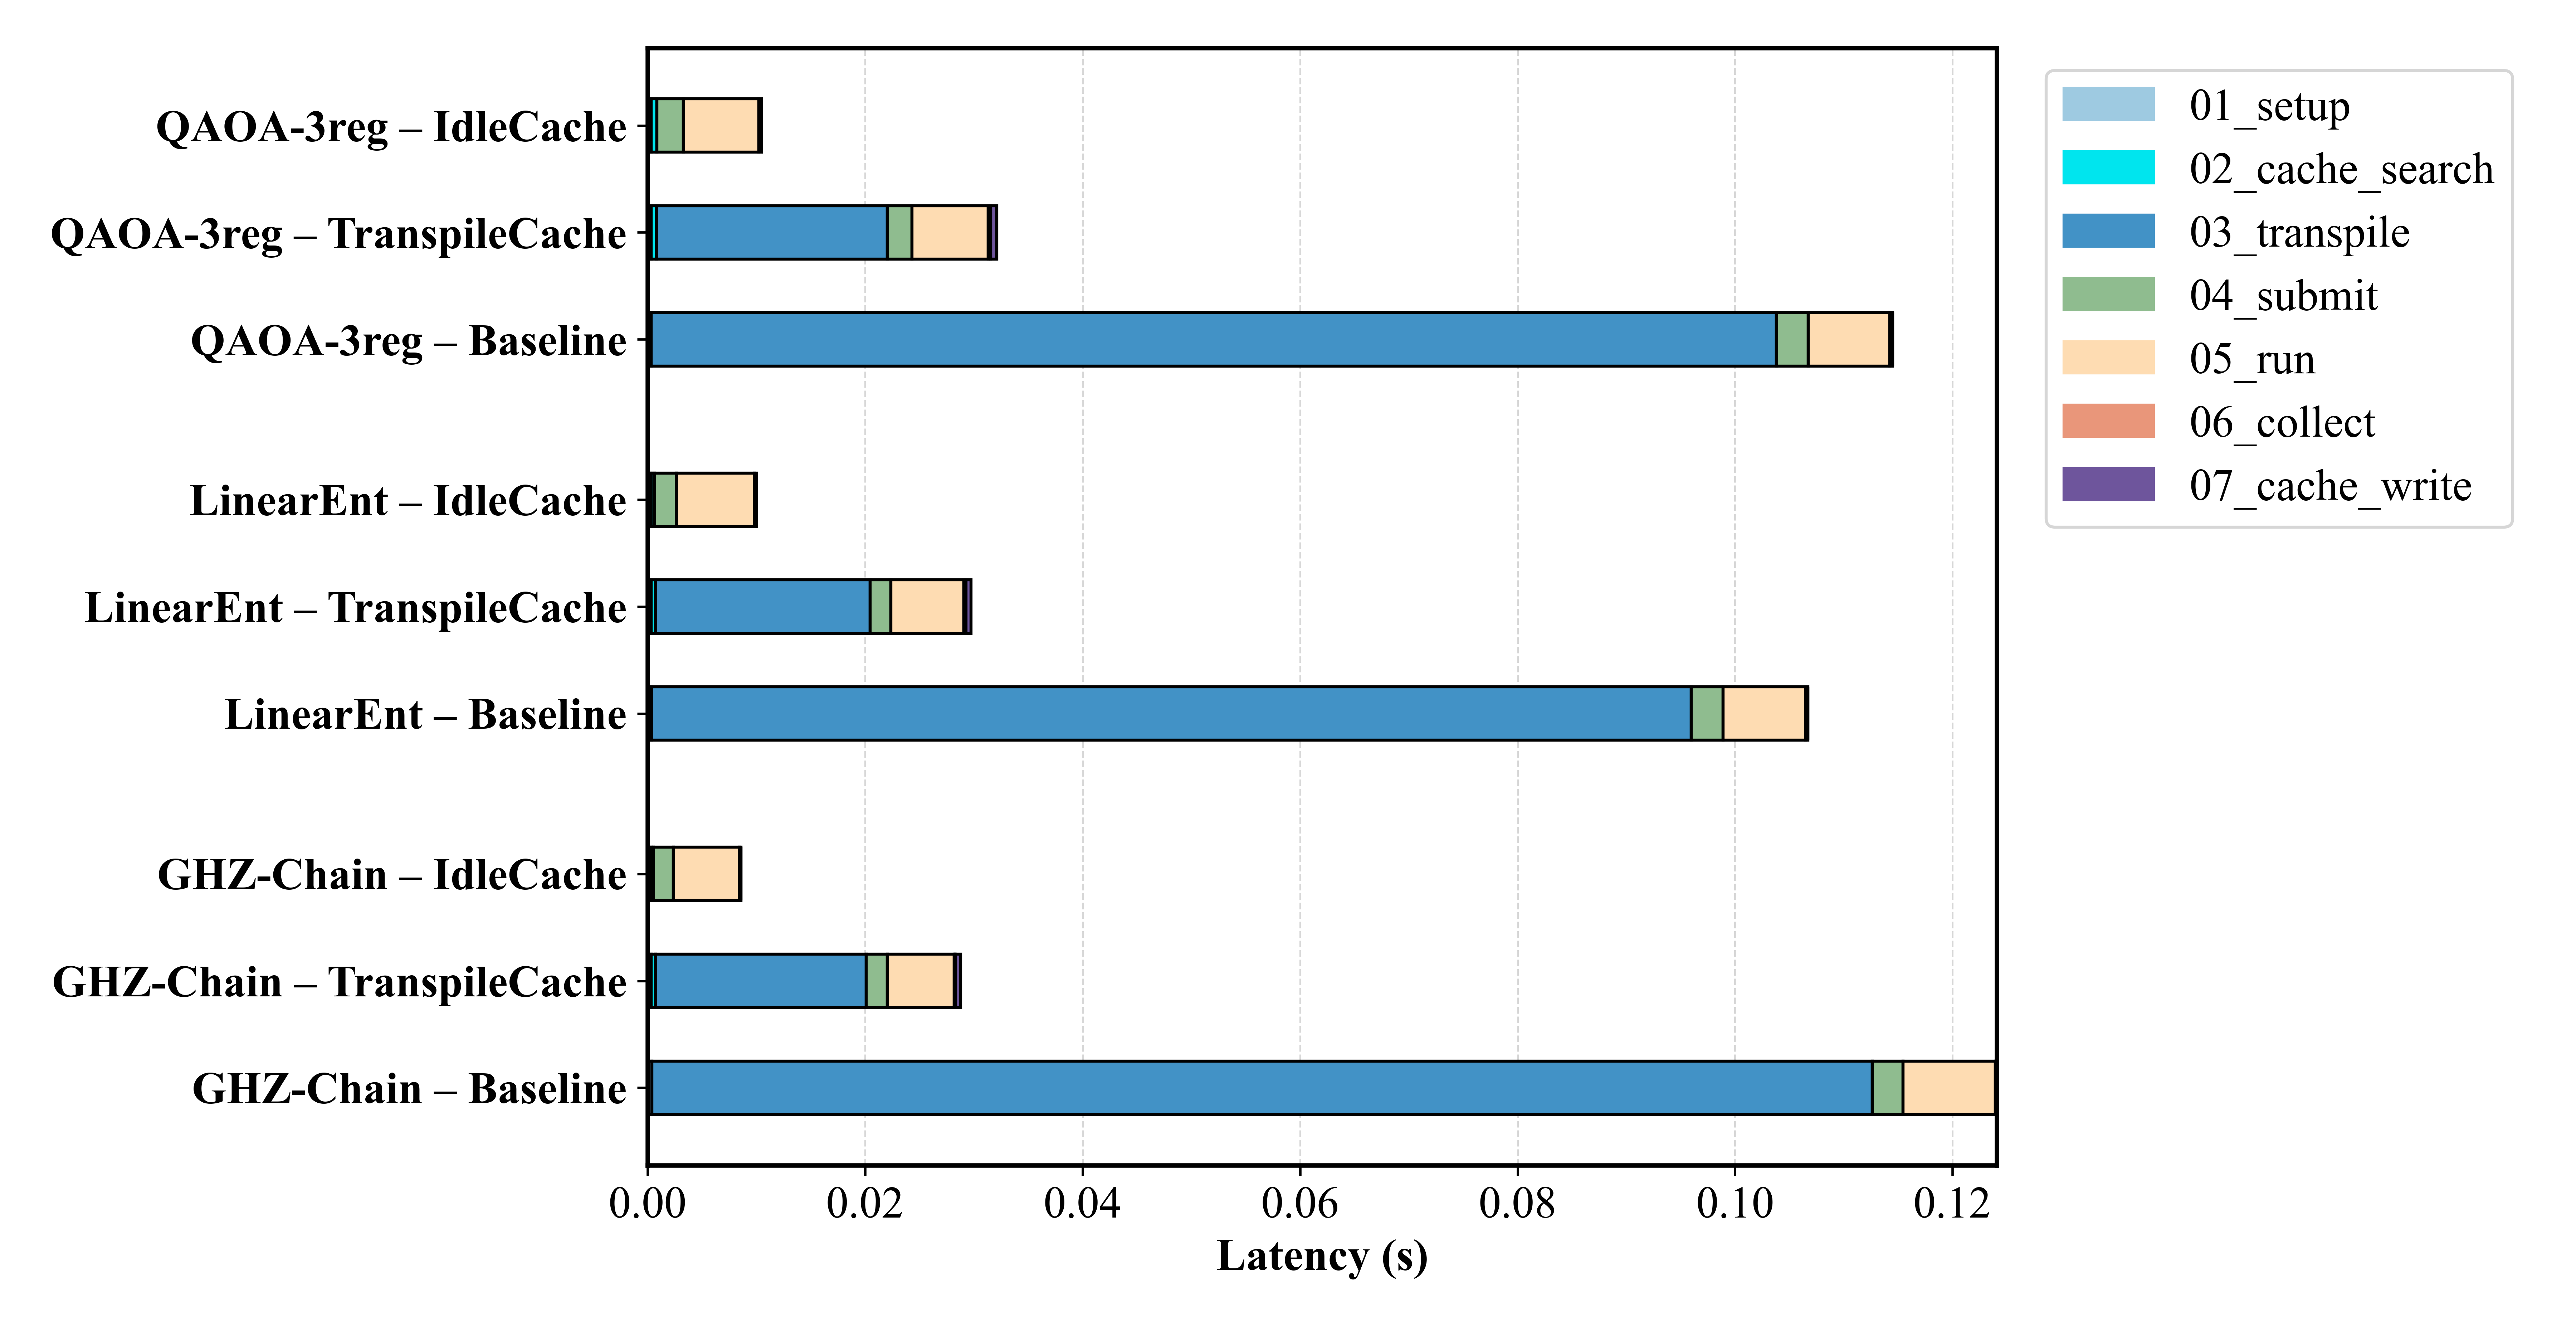 QAOA-3reg – IdleCache
QAOA-3reg – TranspileCache
QAOA-3reg – Baseline
LinearEnt – IdleCache
LinearEnt – TranspileCache
LinearEnt – Baseline
GHZ-Chain – IdleCache
GHZ-Chain – TranspileCache
GHZ-Chain – Baseline
0.00 0.02 0.04 0.06 0.08 0.10 0.12
Latency (s)
01_setup
02_cache_search
03_transpile
04_submit
05_run
06_collect
07_cache_write